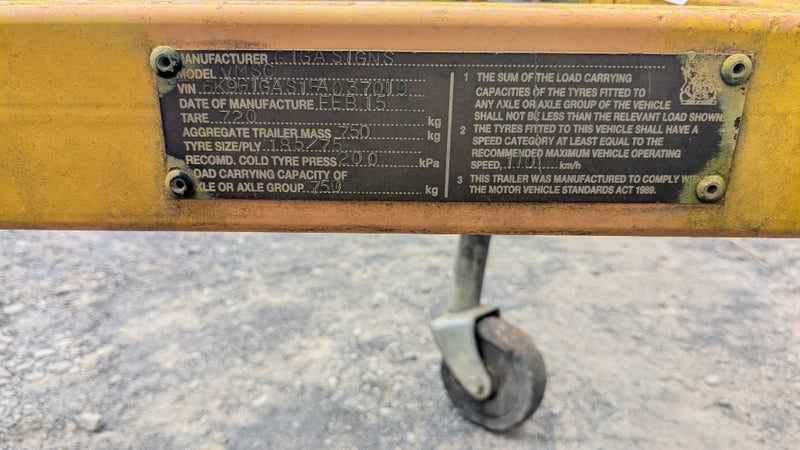 MANUFACTURER GIGA SIGNS
MODEL VMSC
VIN 6K9G1GASIFA037010
DATE OF MANUFACTURE FEB 15
TARE 720 kg
AGGREGATE TRAILER MASS 750 kg
TYRE SIZE/PLY 185/75
RECOMD. COLD TYRE PRESS 200 kPa
LOAD CARRYING CAPACITY OF
AXLE OR AXLE GROUP 750 kg
1 THE SUM OF THE LOAD CARRYING
CAPACITIES OF THE TYRES FITTED TO
ANY AXLE OR AXLE GROUP OF THE VEHICLE
SHALL NOT BE LESS THAN THE RELEVANT LOAD SHOWN.
2 THE TYRES FITTED TO THIS VEHICLE SHALL HAVE A
SPEED CATEGORY AT LEAST EQUAL TO THE
RECOMMENDED MAXIMUM VEHICLE OPERATING
SPEED, 110 km/h
3 THIS TRAILER WAS MANUFACTURED TO COMPLY WITH
THE MOTOR VEHICLE STANDARDS ACT 1989.